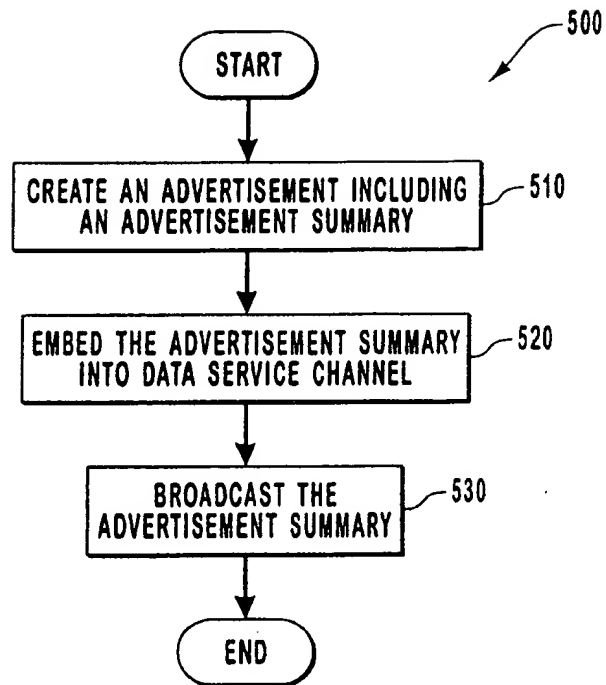 500
START
CREATE AN ADVERTISEMENT INCLUDING
AN ADVERTISEMENT SUMMARY
510
EMBED THE ADVERTISEMENT SUMMARY
INTO DATA SERVICE CHANNEL
520
BROADCAST THE
ADVERTISEMENT SUMMARY
530
END